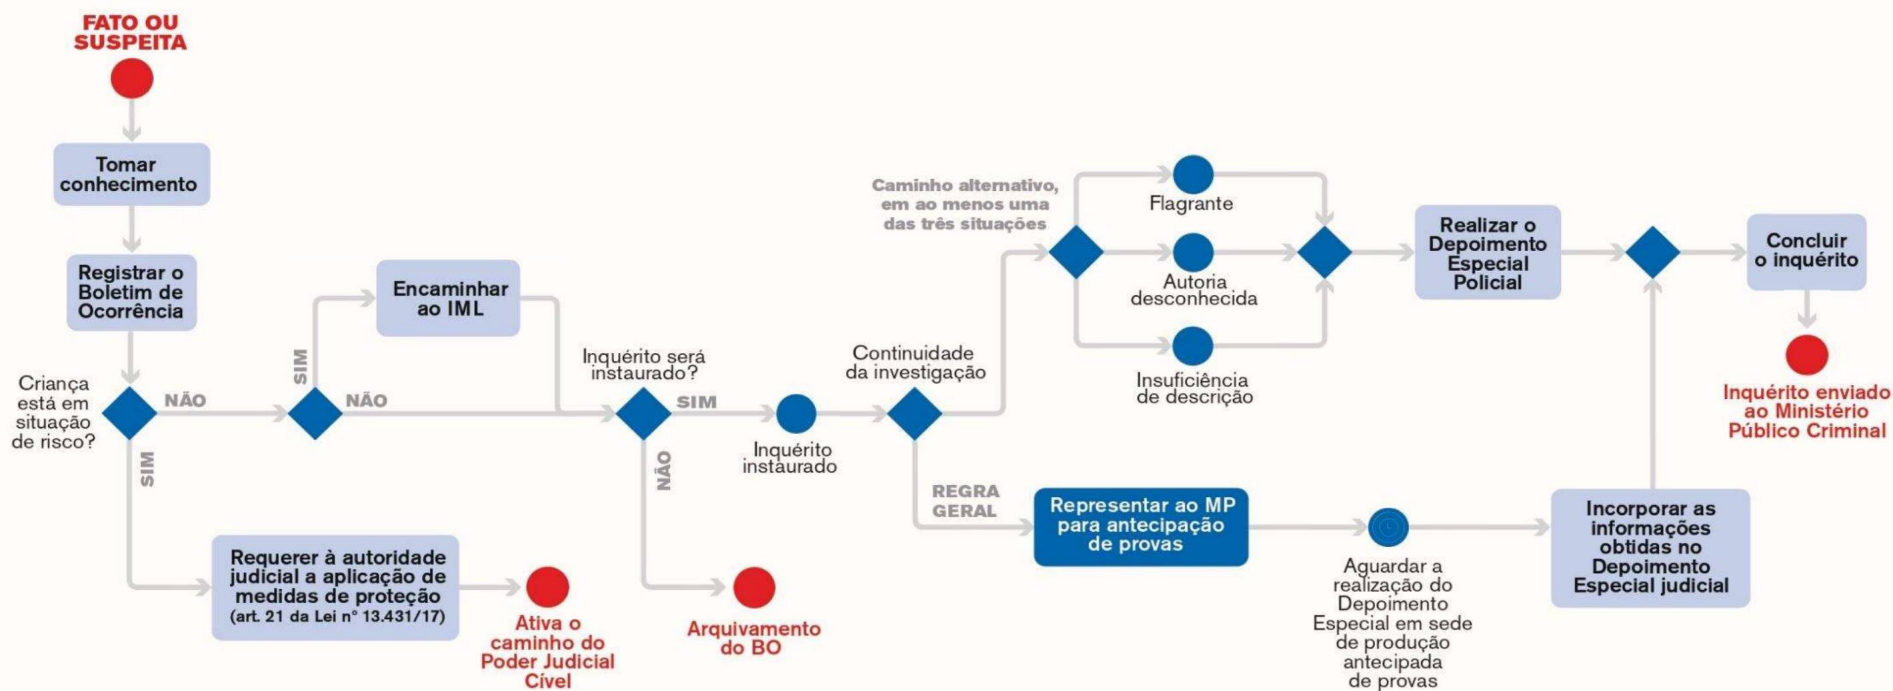 FATO OU
SUSPEITA
Tomar
conhecimento
Registrar o
Boletim de
Ocorrência
Criança
está em
situação
de risco?
NÃO
SIM
Requerer à autoridade
judicial a aplicação de
medidas de proteção
(art. 21 da Lei n° 13.431/17)
Ativa o
caminho do
Poder Judicial
Cível
SIM
NÃO
Encaminhar
ao IML
Inquérito será
instaurado?
SIM
NÃO
Arquivamento
do BO
Inquérito
instaurado
Continuidade
da investigação
Caminho alternativo,
em ao menos uma
das três situações
Flagrante
Autoria
desconhecida
Insuficiência
de descrição
Realizar o
Depoimento
Especial
Policial
REGRA
GERAL
Representar ao MP
para antecipação
de provas
Aguardar a
realização do
Depoimento
Especial em sede
de produção
antecipada
de provas
Incorporar as
informações
obtidas no
Depoimento
Especial judicial
Concluir
o inquérito
Inquérito enviado
ao Ministério
Público Criminal